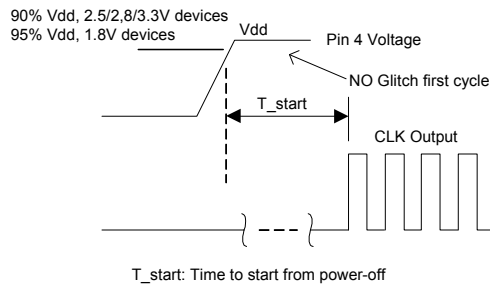 90% Vdd, 2.5/2,8/3.3V devices
95% Vdd, 1.8V devices
Vdd
Pin 4 Voltage
NO Glitch first cycle
T_start
CLK Output
T_start: Time to start from power-off